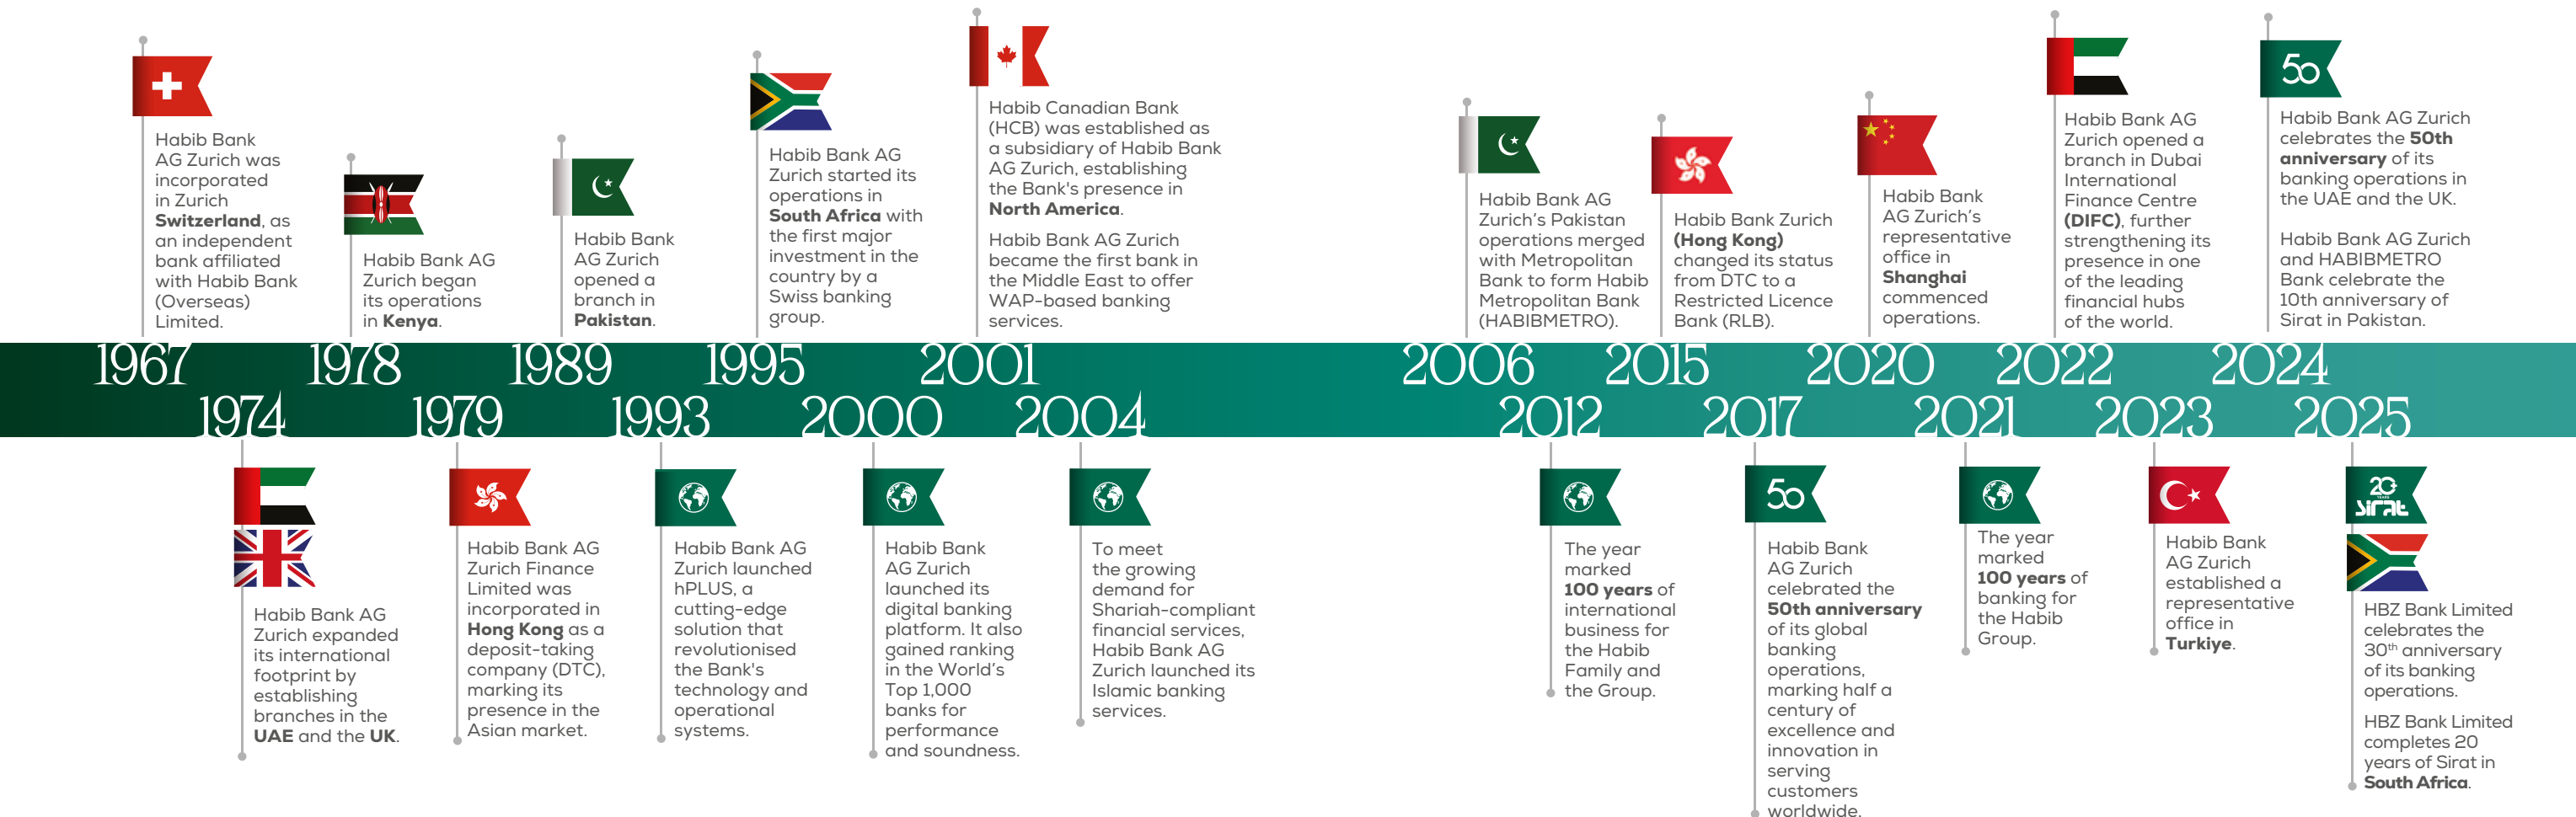 50
Habib Bank
AG Zurich was
incorporated
in Zurich
Switzerland, as
an independent
bank affiliated
with Habib Bank
(Overseas)
Limited.
Habib Bank AG
Zurich began
its operations
in Kenya.
Habib Bank
AG Zurich
opened a
branch in
Pakistan.
Habib Bank AG
Zurich started its
operations in
South Africa with
the first major
investment in the
country by a
Swiss banking
group.
Habib Canadian Bank
(HCB) was established as
a subsidiary of Habib Bank
AG Zurich, establishing
the Bank's presence in
North America.
Habib Bank AG Zurich
became the first bank in
the Middle East to offer
WAP-based banking
services.
Habib Bank AG
Zurich's Pakistan
operations merged
with Metropolitan
Bank to form Habib
Metropolitan Bank
(HABIBMETRO).
Habib Bank Zurich
(Hong Kong)
changed its status
from DTC to a
Restricted Licence
Bank (RLB).
Habib Bank
AG Zurich's
representative
office in
Shanghai
commenced
operations.
Habib Bank AG
Zurich opened a
branch in Dubai
International
Finance Centre
(DIFC), further
strengthening its
presence in one
of the leading
financial hubs
of the world.
Habib Bank AG Zurich
celebrates the 50th
anniversary of its
banking operations in
the UAE and the UK.
Habib Bank AG Zurich
and HABIBMETRO
Bank celebrate the
10th anniversary of
Sirat in Pakistan.
1967 1978 1989 1995 2001 2006 2015 2020 2022 2024
1974 1979 1993 2000 2004 2012 2017 2021 2023 2025
Habib Bank AG
Zurich expanded
its international
footprint by
establishing
branches in the
UAE and the UK.
Habib Bank AG
Zurich Finance
Limited was
incorporated in
Hong Kong as a
deposit-taking
company (DTC),
marking its
presence in the
Asian market.
Habib Bank AG
Zurich launched
hPLUS, a
cutting-edge
solution that
revolutionised
the Bank's
technology and
operational
systems.
Habib Bank
AG Zurich
launched its
digital banking
platform. It also
gained ranking
in the World's
Top 1,000
banks for
performance
and soundness.
To meet
the growing
demand for
Shariah-compliant
financial services,
Habib Bank AG
Zurich launched its
Islamic banking
services.
The year
marked
100 years of
international
business for
the Habib
Family and
the Group.
50
Habib Bank
AG Zurich
celebrated the
50th anniversary
of its global
banking
operations,
marking half a
century of
excellence and
innovation in
serving
customers
worldwide.
The year
marked
100 years of
banking for
the Habib
Group.
Habib Bank
AG Zurich
established a
representative
office in
Turkiye.
20
YEARS
sirat
HBZ Bank Limited
celebrates the
30th anniversary
of its banking
operations.
HBZ Bank Limited
completes 20
years of Sirat in
South Africa.